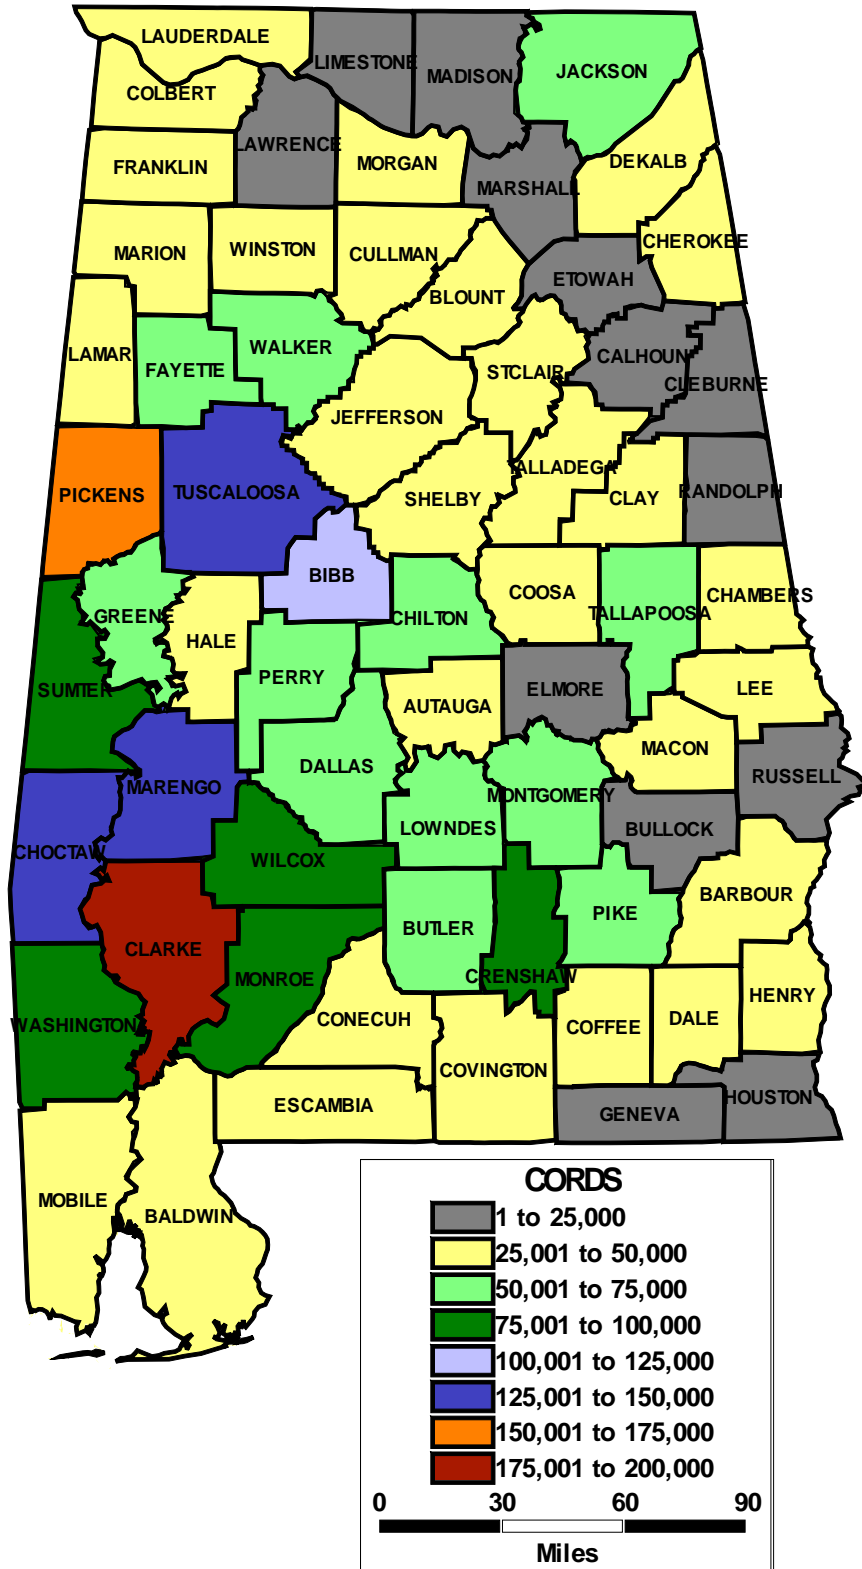 LAUDERDALE
LIMESTONE
MADISON
JACKSON
COLBERT
LAWRENCE
FRANKLIN
MORGAN
DEKALB
MARSHALL
CHEROKEE
MARION
WINSTON
CULLMAN
ETOWAH
BLOUNT
LAMAR
FAYETTE
WALKER
STCLAIR
CALHOUN
CLEBURNE
JEFFERSON
TALLADEGA
PICKENS
TUSCALOOSA
SHELBY
CLAY
RANDOLPH
BIBB
COOSA
CHAMBERS
GREENE
CHILTON
TALLAPOOSA
HALE
SUMTER
PERRY
ELMORE
LEE
AUTAUGA
MACON
DALLAS
RUSSELL
MARENGO
MONTGOMERY
LOWNDES
BULLOCK
CHOCTAW
WILCOX
BARBOUR
PIKE
BUTLER
CLARKE
MONROE
CRENSHAW
HENRY
WASHINGTON
CONECUH
COFFEE
DALE
COVINGTON
HOUSTON
ESCAMBIA
GENEVA
MOBILE
BALDWIN
CORDS
1 to 25,000
25,001 to 50,000
50,001 to 75,000
75,001 to 100,000
100,001 to 125,000
125,001 to 150,000
150,001 to 175,000
175,001 to 200,000
0 30 60 90
Miles